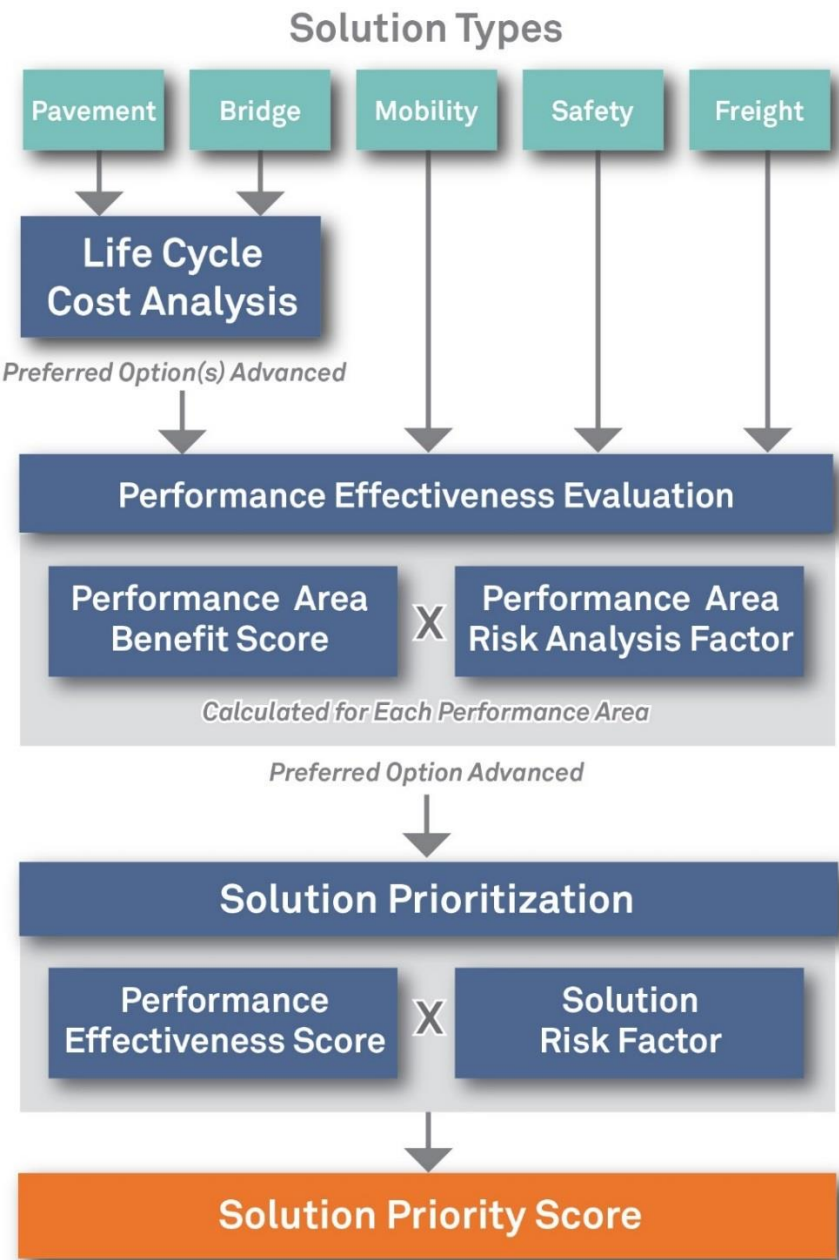 Solution Types
Pavement
Bridge
Mobility
Safety
Freight
Life Cycle
Cost Analysis
Preferred Option(s) Advanced
Performance Effectiveness Evaluation
Performance Area
Benefit Score
X
Performance Area
Risk Analysis Factor
Calculated for Each Performance Area
Preferred Option Advanced
Solution Prioritization
Performance
Effectiveness Score
X
Solution
Risk Factor
Solution Priority Score